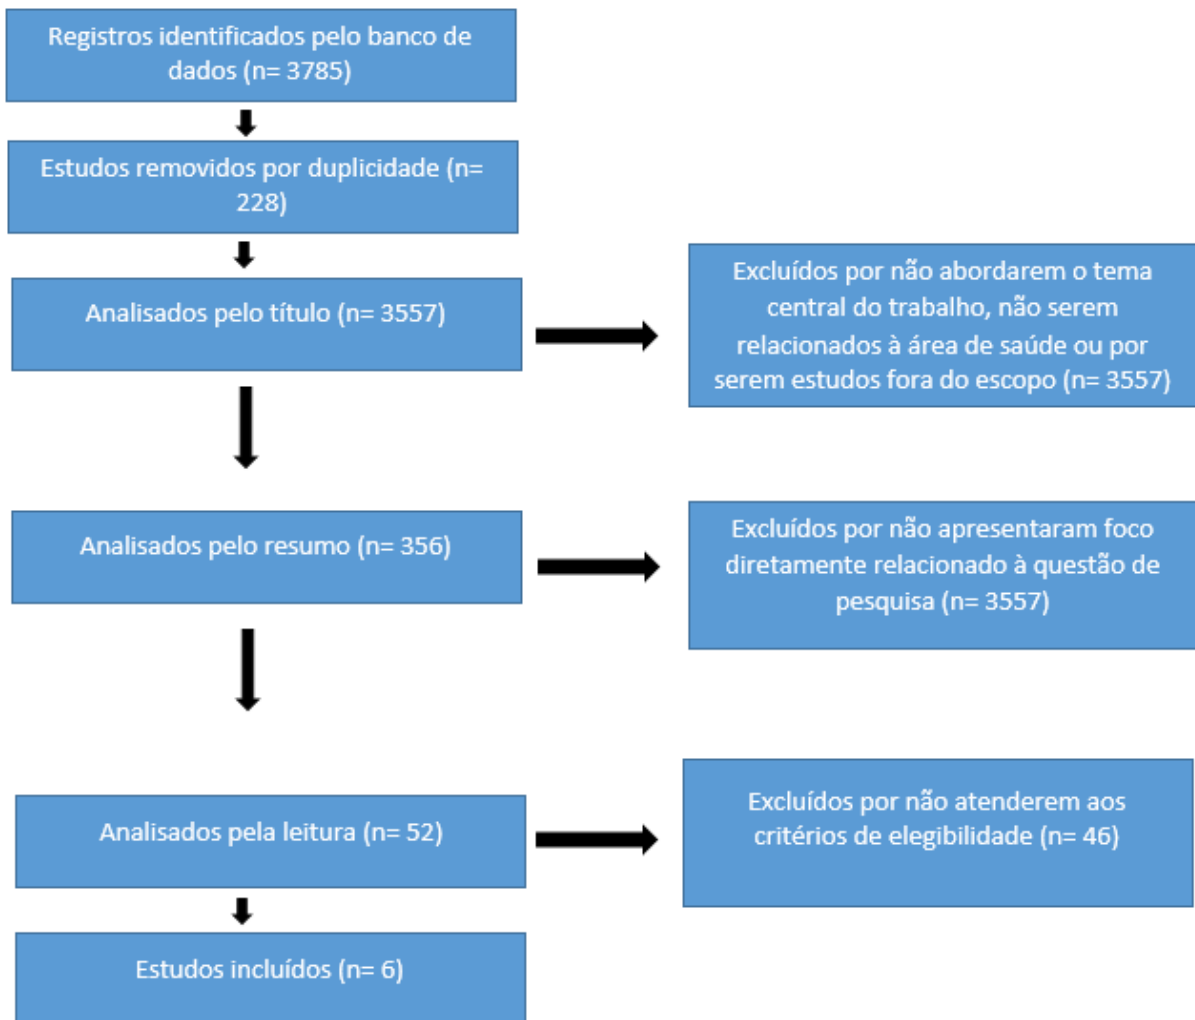 Registros identificados pelo banco de
dados (n= 3785)
Estudos removidos por duplicidade (n=
228)
Analisados pelo título (n= 3557)
Excluídos por não abordarem o tema
central do trabalho, não serem
relacionados à área de saúde ou por
serem estudos fora do escopo (n= 3557)
Analisados pelo resumo (n= 356)
Excluídos por não apresentaram foco
diretamente relacionado à questão de
pesquisa (n= 3557)
Analisados pela leitura (n= 52)
Excluídos por não atenderem aos
critérios de elegibilidade (n= 46)
Estudos incluídos (n= 6)